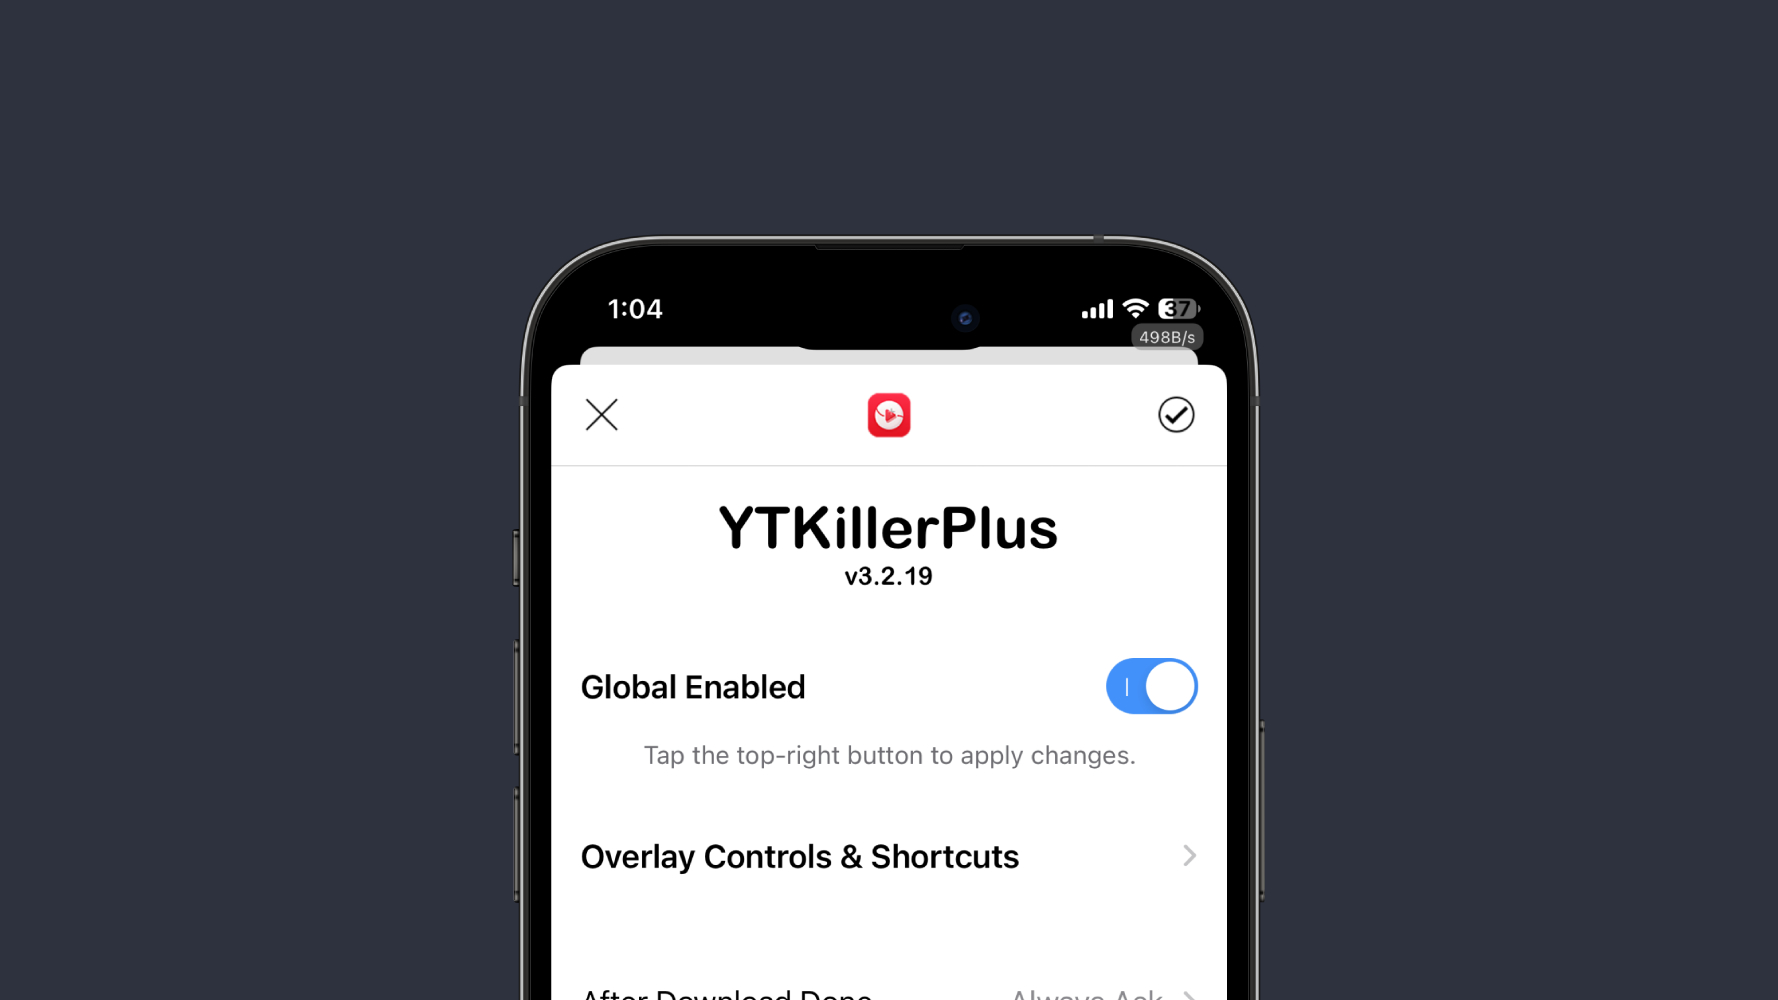 1:04
37
498B/s
YTKillerPlus
v3.2.19
Global Enabled
Tap the top-right button to apply changes.
Overlay Controls & Shortcuts
After Download Done Always Ask